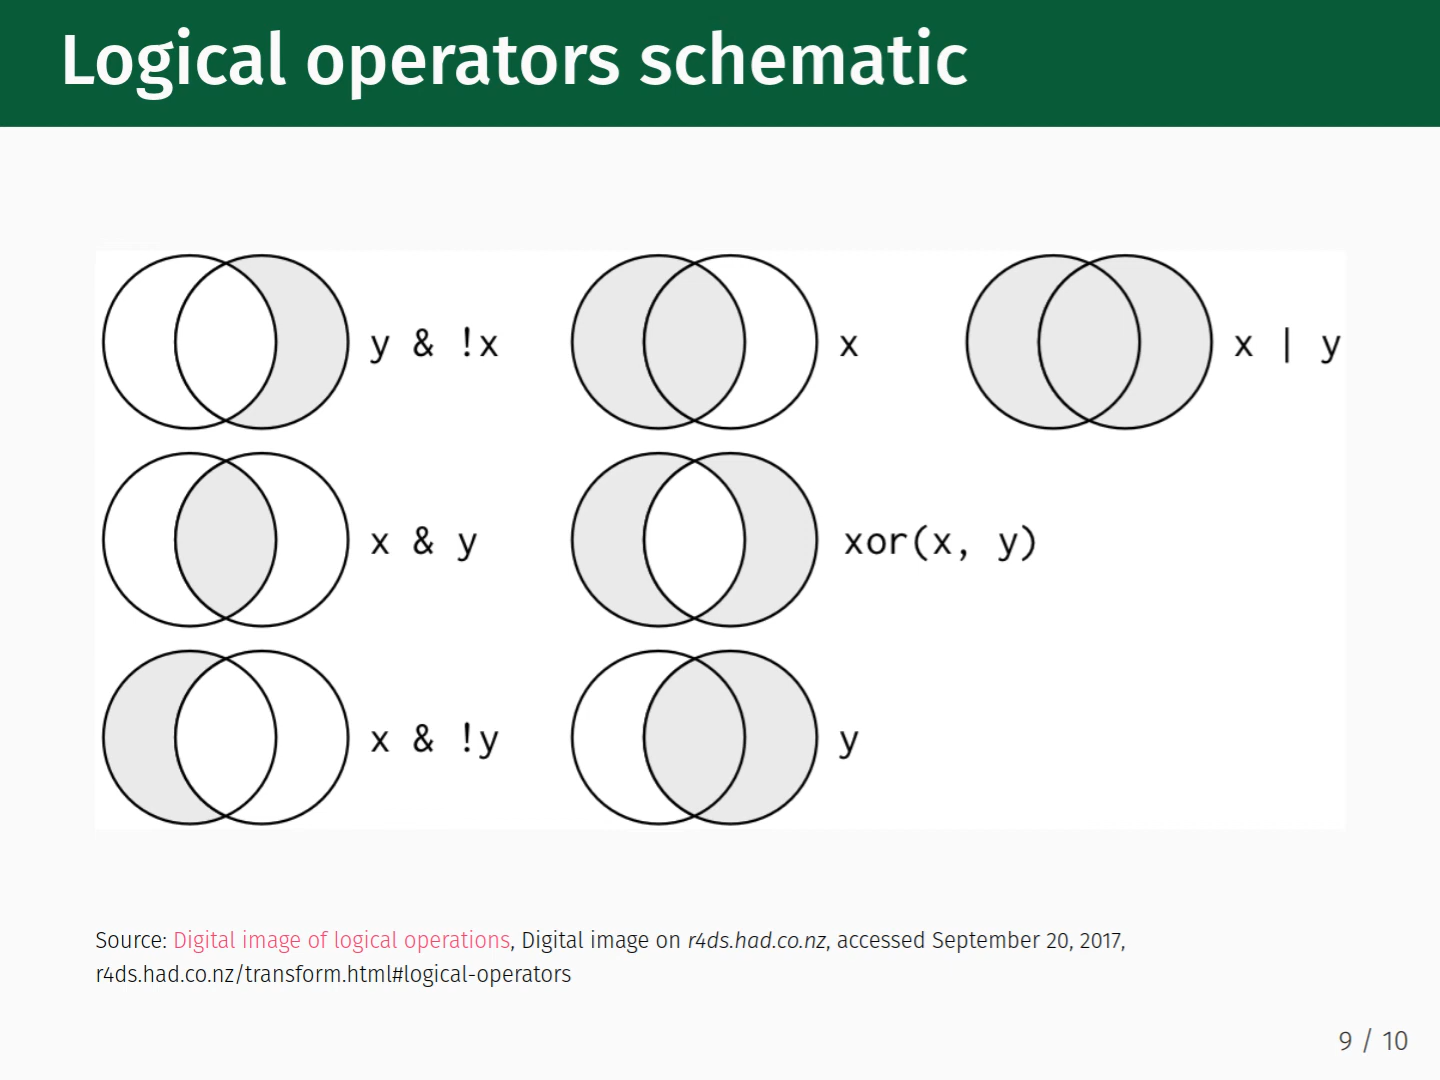 Logical operators schematic
y & !x
x
x | y
x & y
xor(x, y)
x & !y
y
Source: Digital image of logical operations, Digital image on r4ds.had.co.nz, accessed September 20, 2017,
r4ds.had.co.nz/transform.html#logical-operators
9 / 10